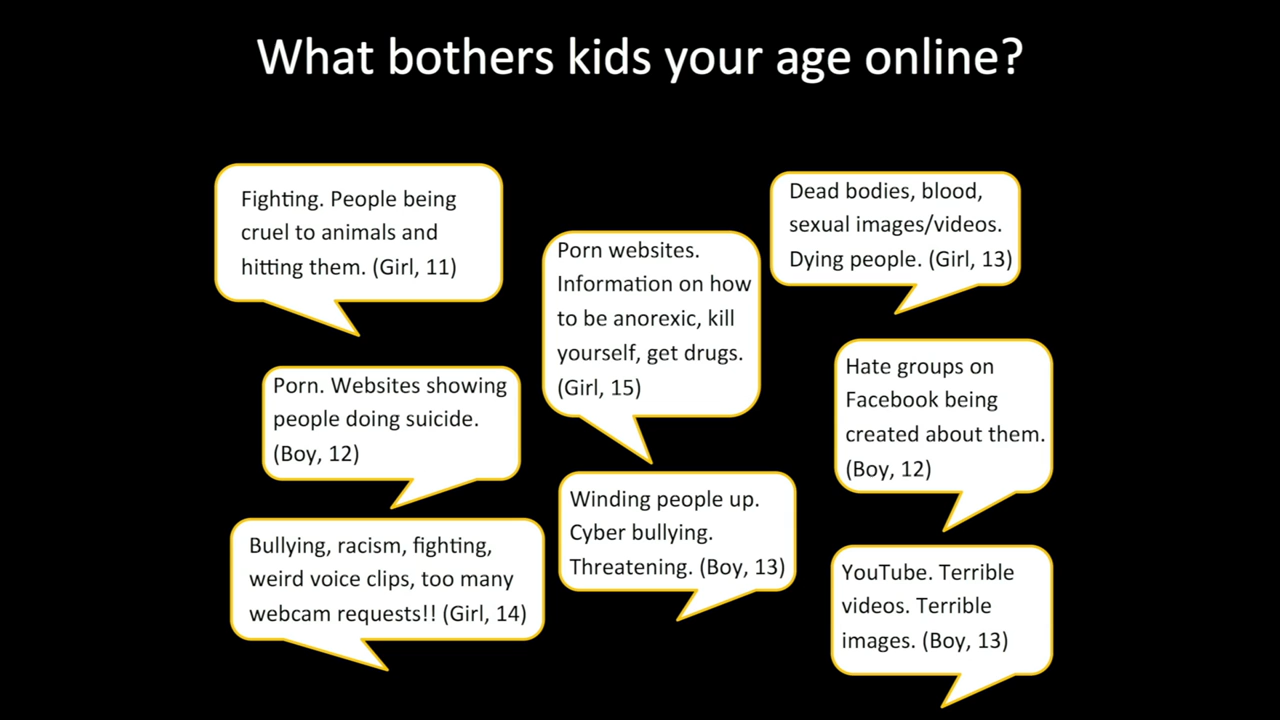 What bothers kids your age online?
Fighting. People being
cruel to animals and
hitting them. (Girl, 11)
Porn websites.
Information on how
to be anorexic, kill
yourself, get drugs.
(Girl, 15)
Dead bodies, blood,
sexual images/videos.
Dying people. (Girl, 13)
Porn. Websites showing
people doing suicide.
(Boy, 12)
Hate groups on
Facebook being
created about them.
(Boy, 12)
Bullying, racism, fighting,
weird voice clips, too many
webcam requests!! (Girl, 14)
Winding people up.
Cyber bullying.
Threatening. (Boy, 13)
YouTube. Terrible
videos. Terrible
images. (Boy, 13)